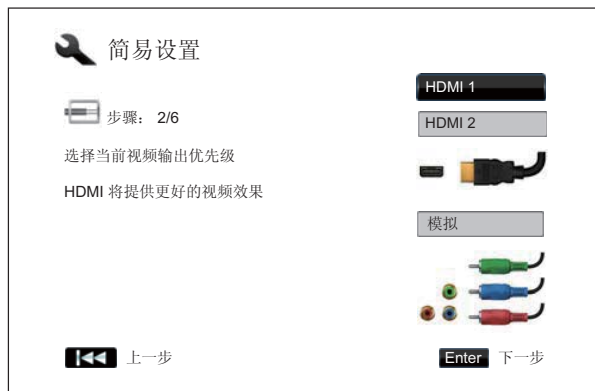 简易设置
步骤： 2/6
选择当前视频输出优先级
HDMI 将提供更好的视频效果
HDMI 1
HDMI 2
模拟
上一步
Enter 下一步